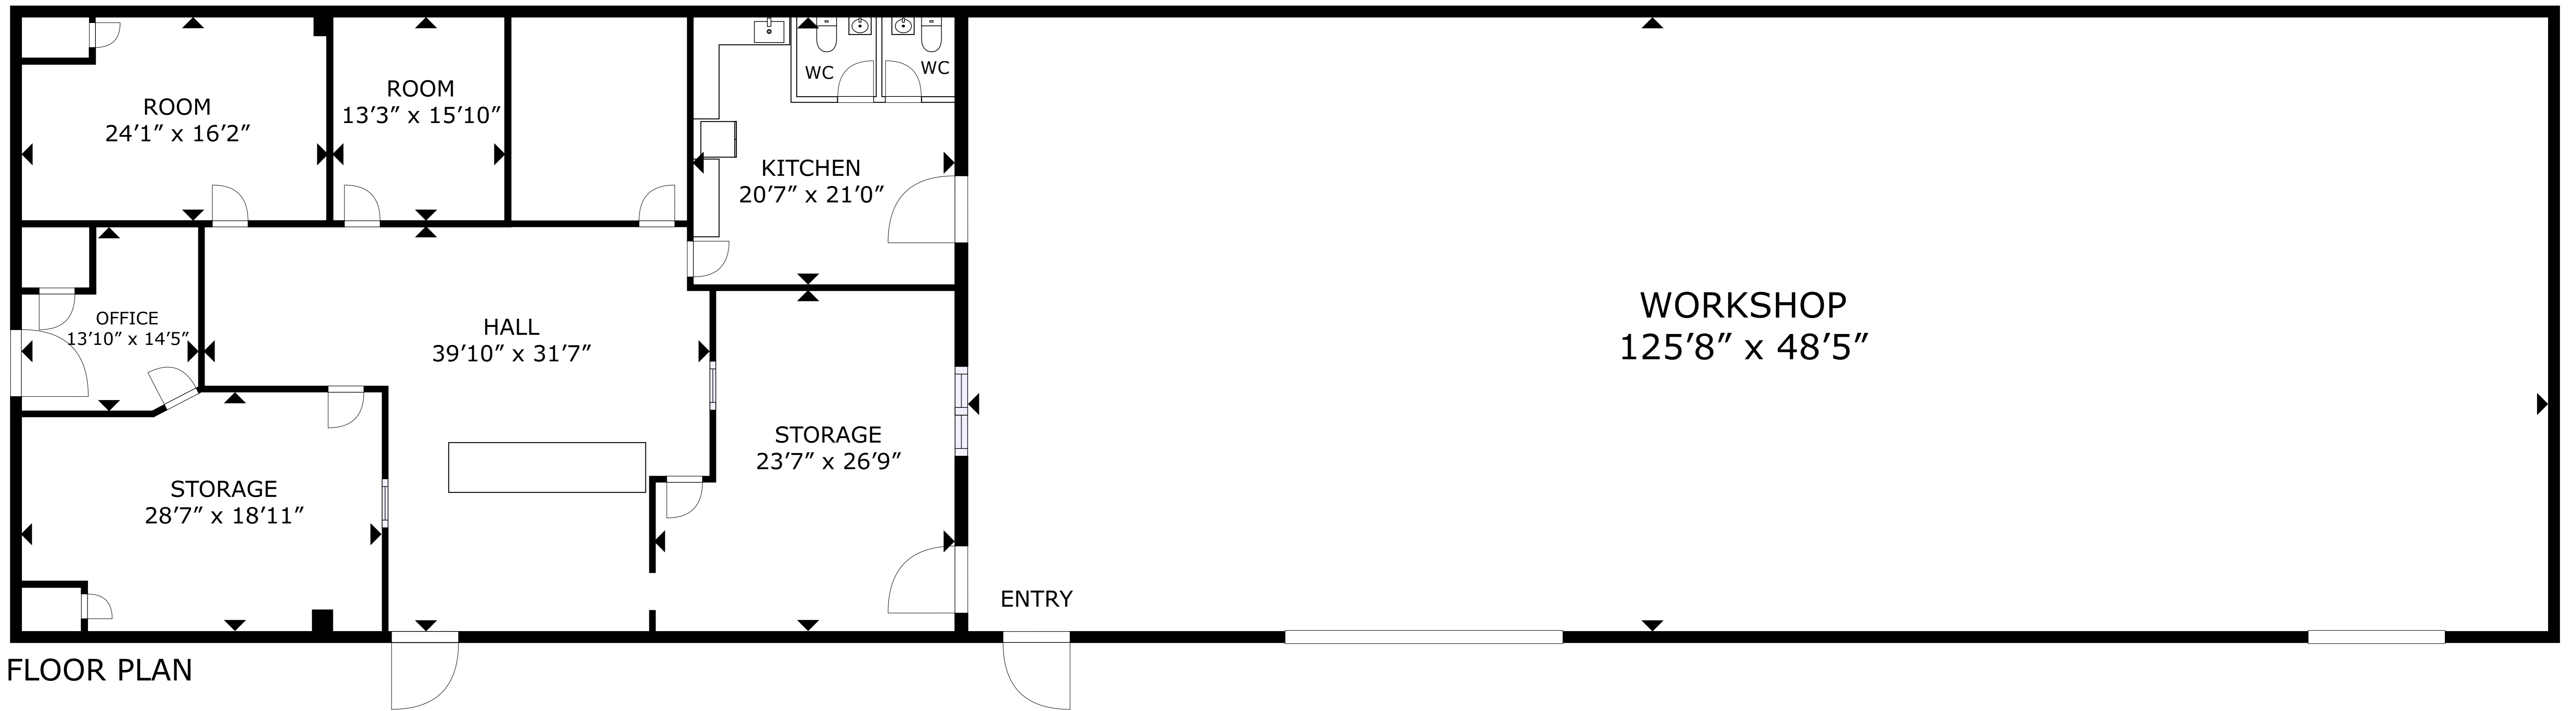 ROOM
24’1” x 16’2”
ROOM
13’3” x 15’10”
WC
WC
KITCHEN
20’7” x 21’0”
OFFICE
13’10” x 14’5”
HALL
39’10” x 31’7”
WORKSHOP
125’8” x 48’5”
STORAGE
28’7” x 18’11”
STORAGE
23’7” x 26’9”
ENTRY
FLOOR PLAN